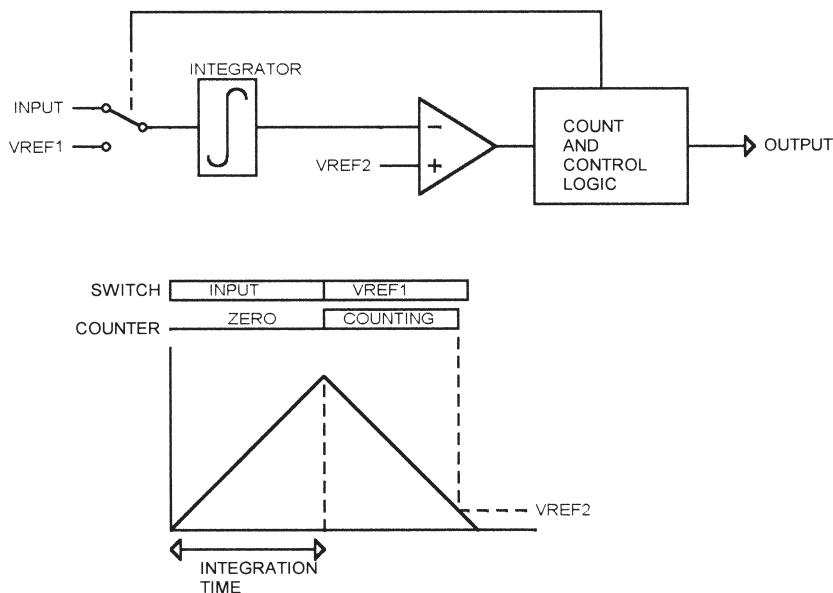 INTEGRATOR
INPUT
VREF1
VREF2
−
+
COUNT
AND
CONTROL
LOGIC
OUTPUT
SWITCH
INPUT
VREF1
COUNTER
ZERO
COUNTING
VREF2
INTEGRATION
TIME